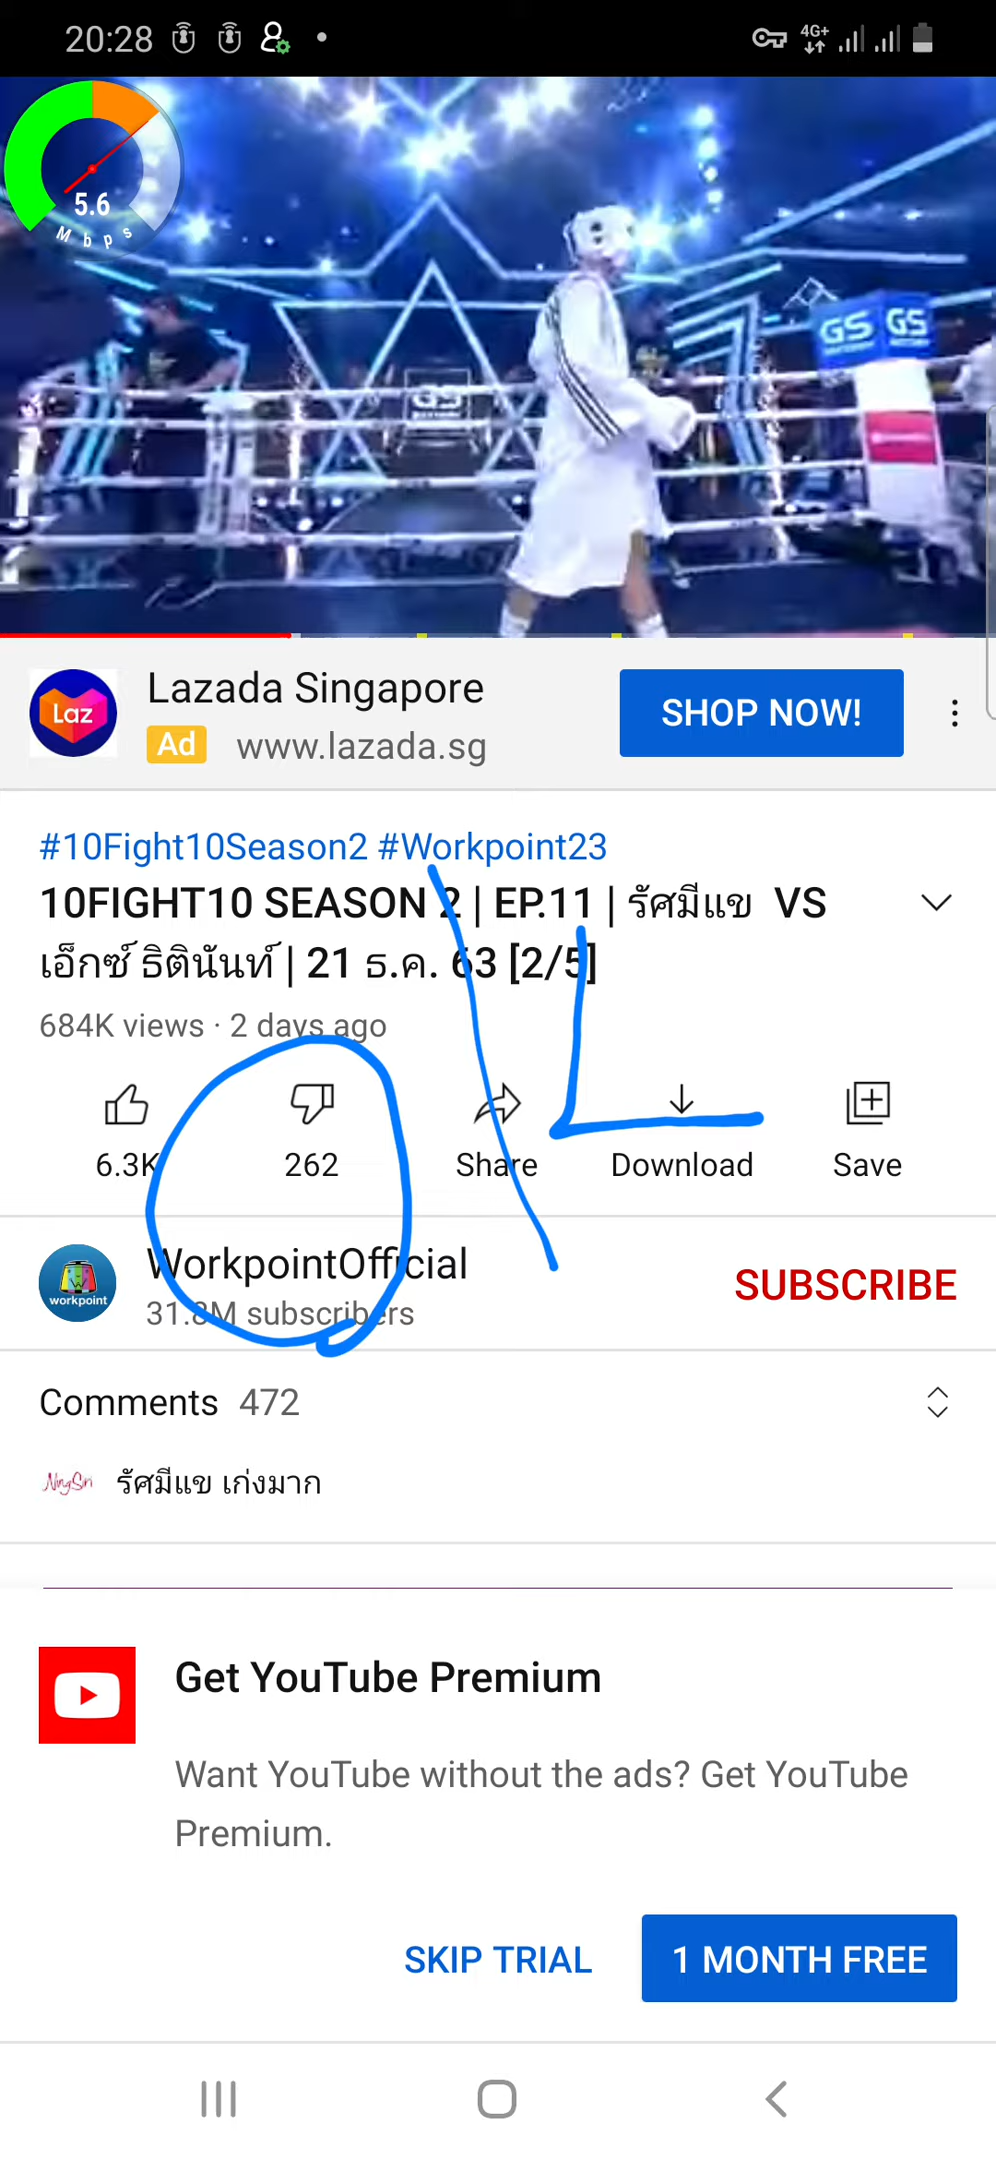 20:28
4G+
5.6
Mbps
GS GS
GS
Laz
Lazada Singapore
Ad www.lazada.sg
SHOP NOW!
#10Fight10Season2 #Workpoint23
10FIGHT10 SEASON 2 | EP.11 | รัศมีแข VS
เอ็กซ์ ธิตินันท์ | 21 ธ.ค. 63 [2/5]
684K views · 2 days ago
6.3K 262 Share Download Save
workpoint
WorkpointOfficial
31.8M subscribers
SUBSCRIBE
Comments 472
NingSiri
รัศมีแข เก่งมาก
Get YouTube Premium
Want YouTube without the ads? Get YouTube
Premium.
SKIP TRIAL 1 MONTH FREE